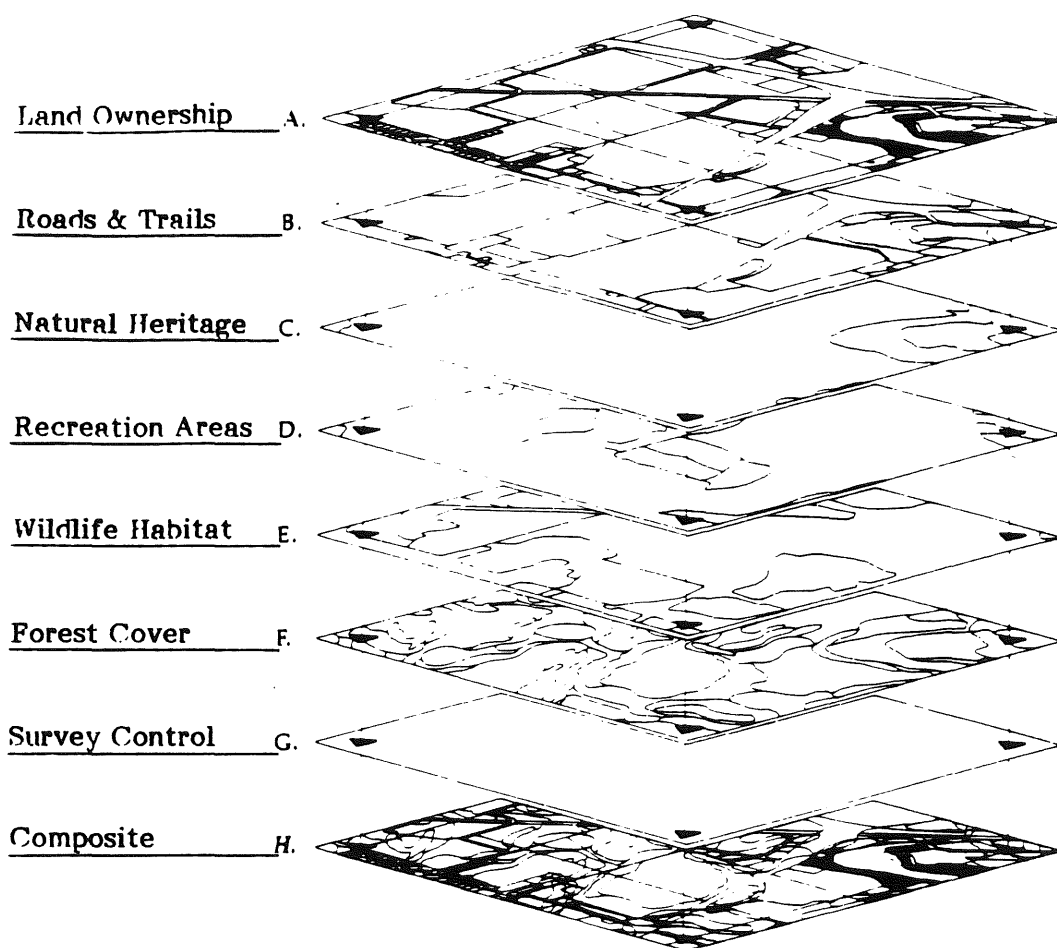 Land Ownership A.
Roads & Trails B.
Natural Heritage C.
Recreation Areas D.
Wildlife Habitat E.
Forest Cover F.
Survey Control G.
Composite H.